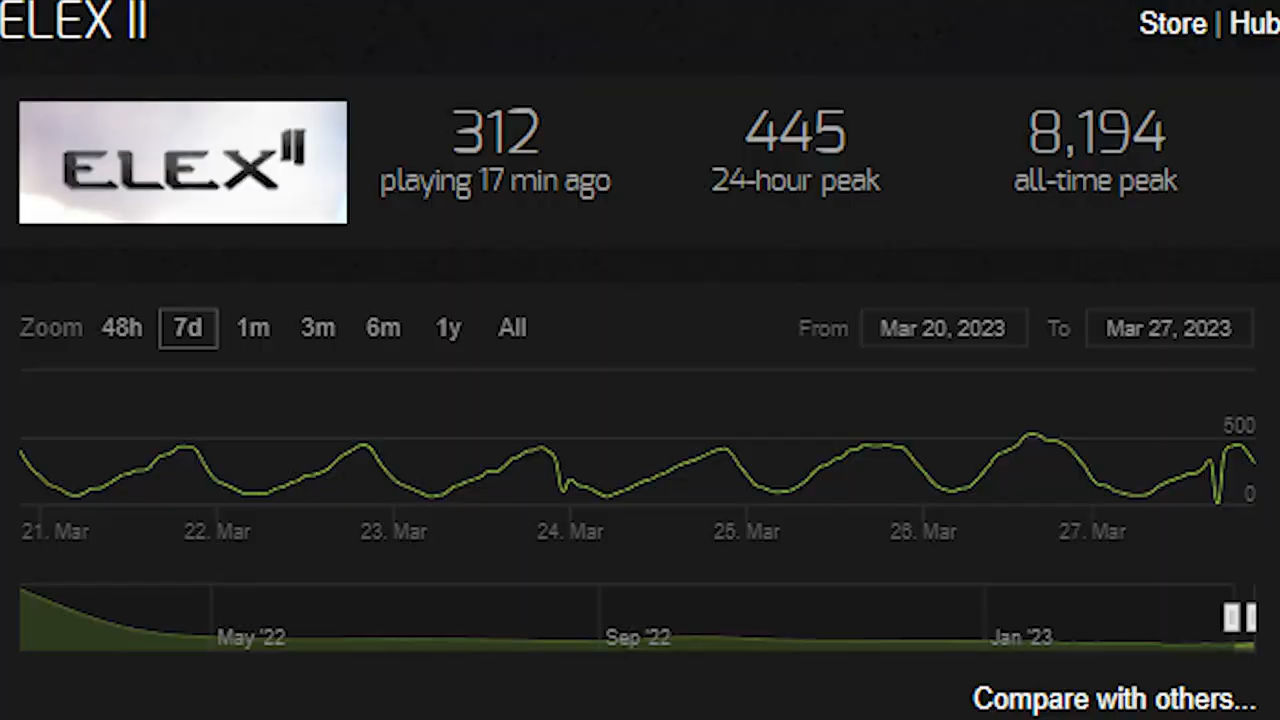 ELEX II
Store | Hub
ELEX II
312
playing 17 min ago
445
24-hour peak
8,194
all-time peak
Zoom 48h 7d 1m 3m 6m 1y All
From Mar 20, 2023 To Mar 27, 2023
500
0
21. Mar 22. Mar 23. Mar 24. Mar 25. Mar 26. Mar 27. Mar
May '22 Sep '22 Jan '23
Compare with others...